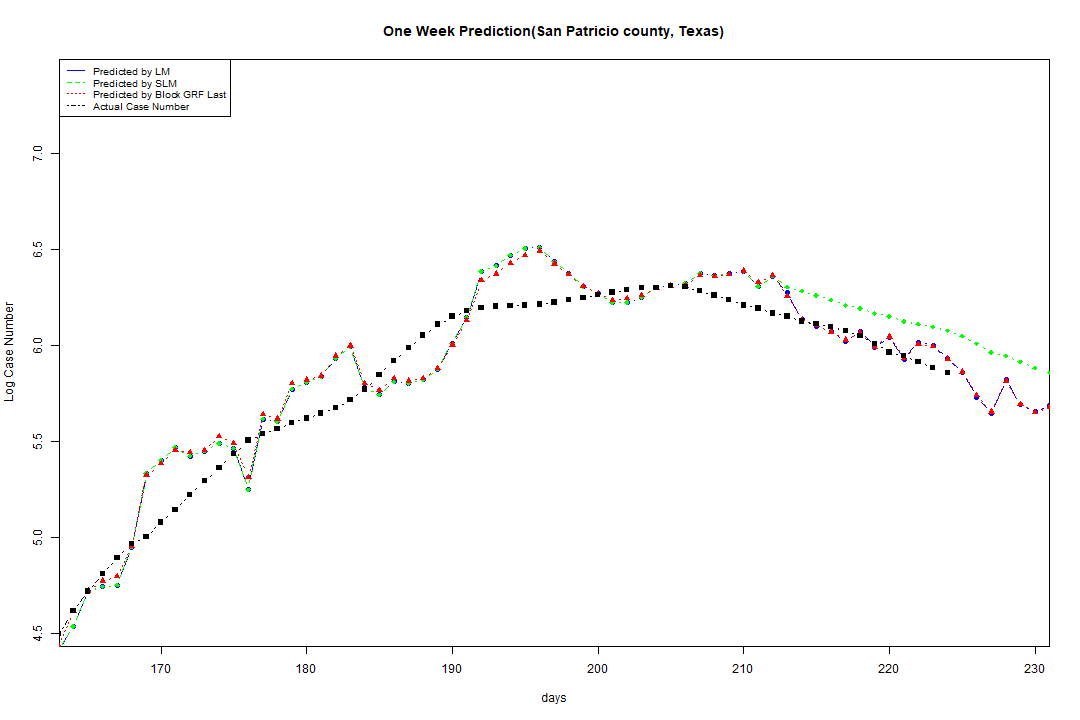 One Week Prediction(San Patricio county, Texas)
Predicted by LM
Predicted by SLM
Predicted by Block GRF Last
Actual Case Number
7.0
6.5
6.0
5.5
5.0
4.5
Log Case Number
170 180 190 200 210 220 230
days